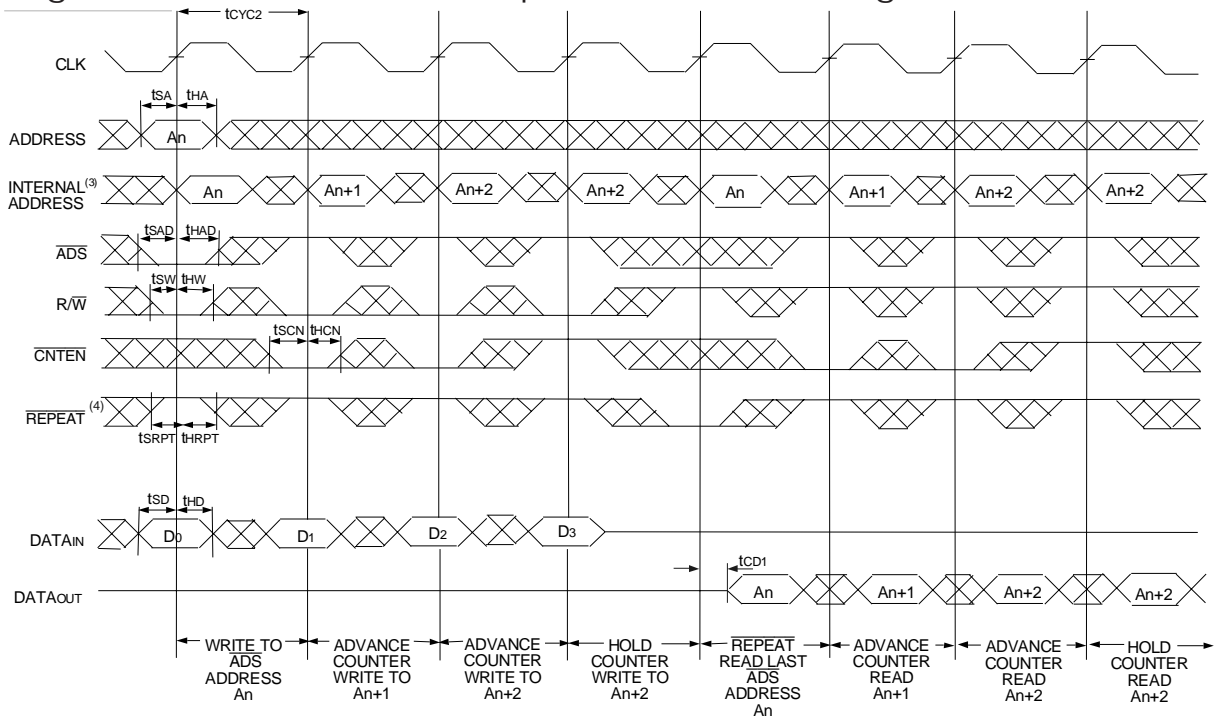 tCYC2
CLK
tSA tHA
ADDRESS An
INTERNAL(3) ADDRESS An An+1 An+2 An+2 An An+1 An+2 An+2
tSAD tHAD
ADS
tSW tHW
R/W
tSCN tHCN
CNTEN
REPEAT (4)
tSRPT tHRPT
tSD tHD
DATAIN D0 D1 D2 D3
tCD1
DATAOUT An An+1 An+2 An+2
WRITE TO ADS ADDRESS An
ADVANCE COUNTER WRITE TO An+1
ADVANCE COUNTER WRITE TO An+2
HOLD COUNTER WRITE TO An+2
REPEAT READ LAST ADS ADDRESS An
ADVANCE COUNTER READ An+1
ADVANCE COUNTER READ An+2
HOLD COUNTER READ An+2